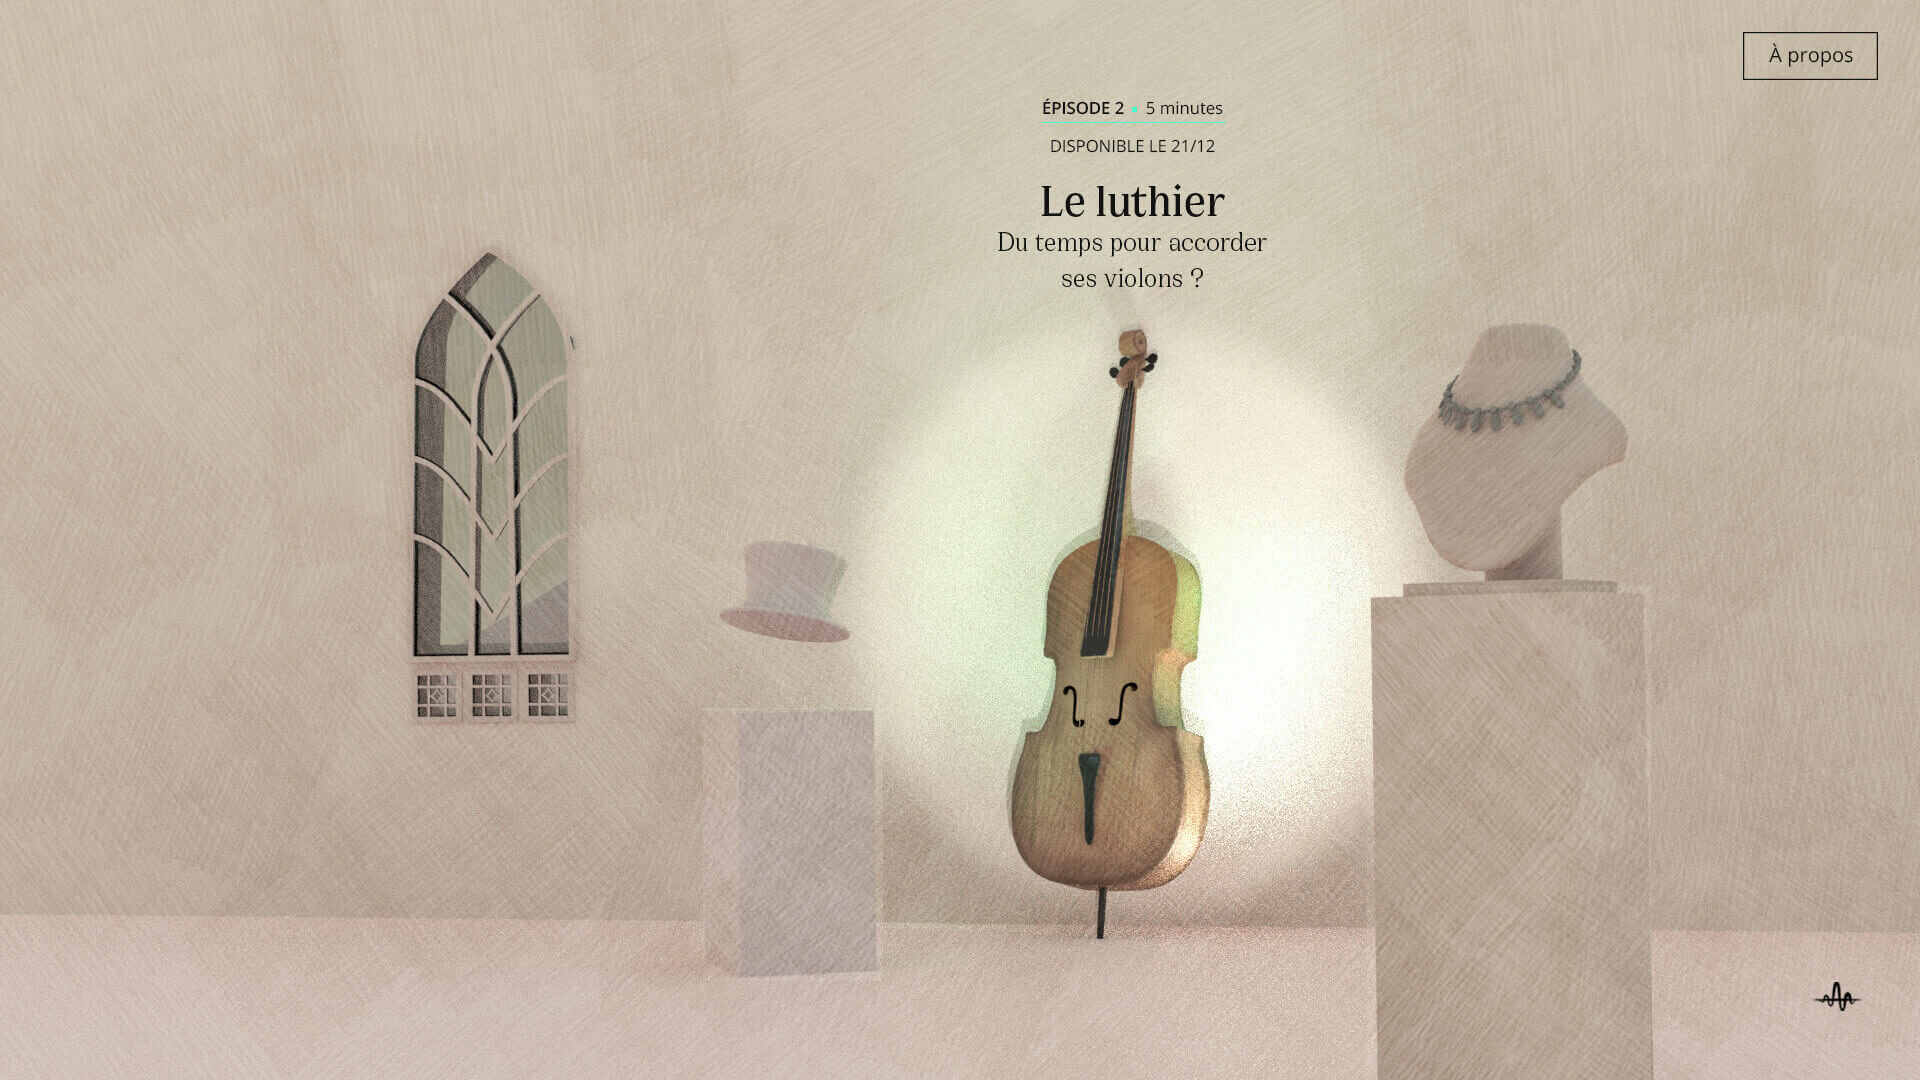 À propos
ÉPISODE 2 • 5 minutes
DISPONIBLE LE 21/12
Le luthier
Du temps pour accorder
ses violons ?